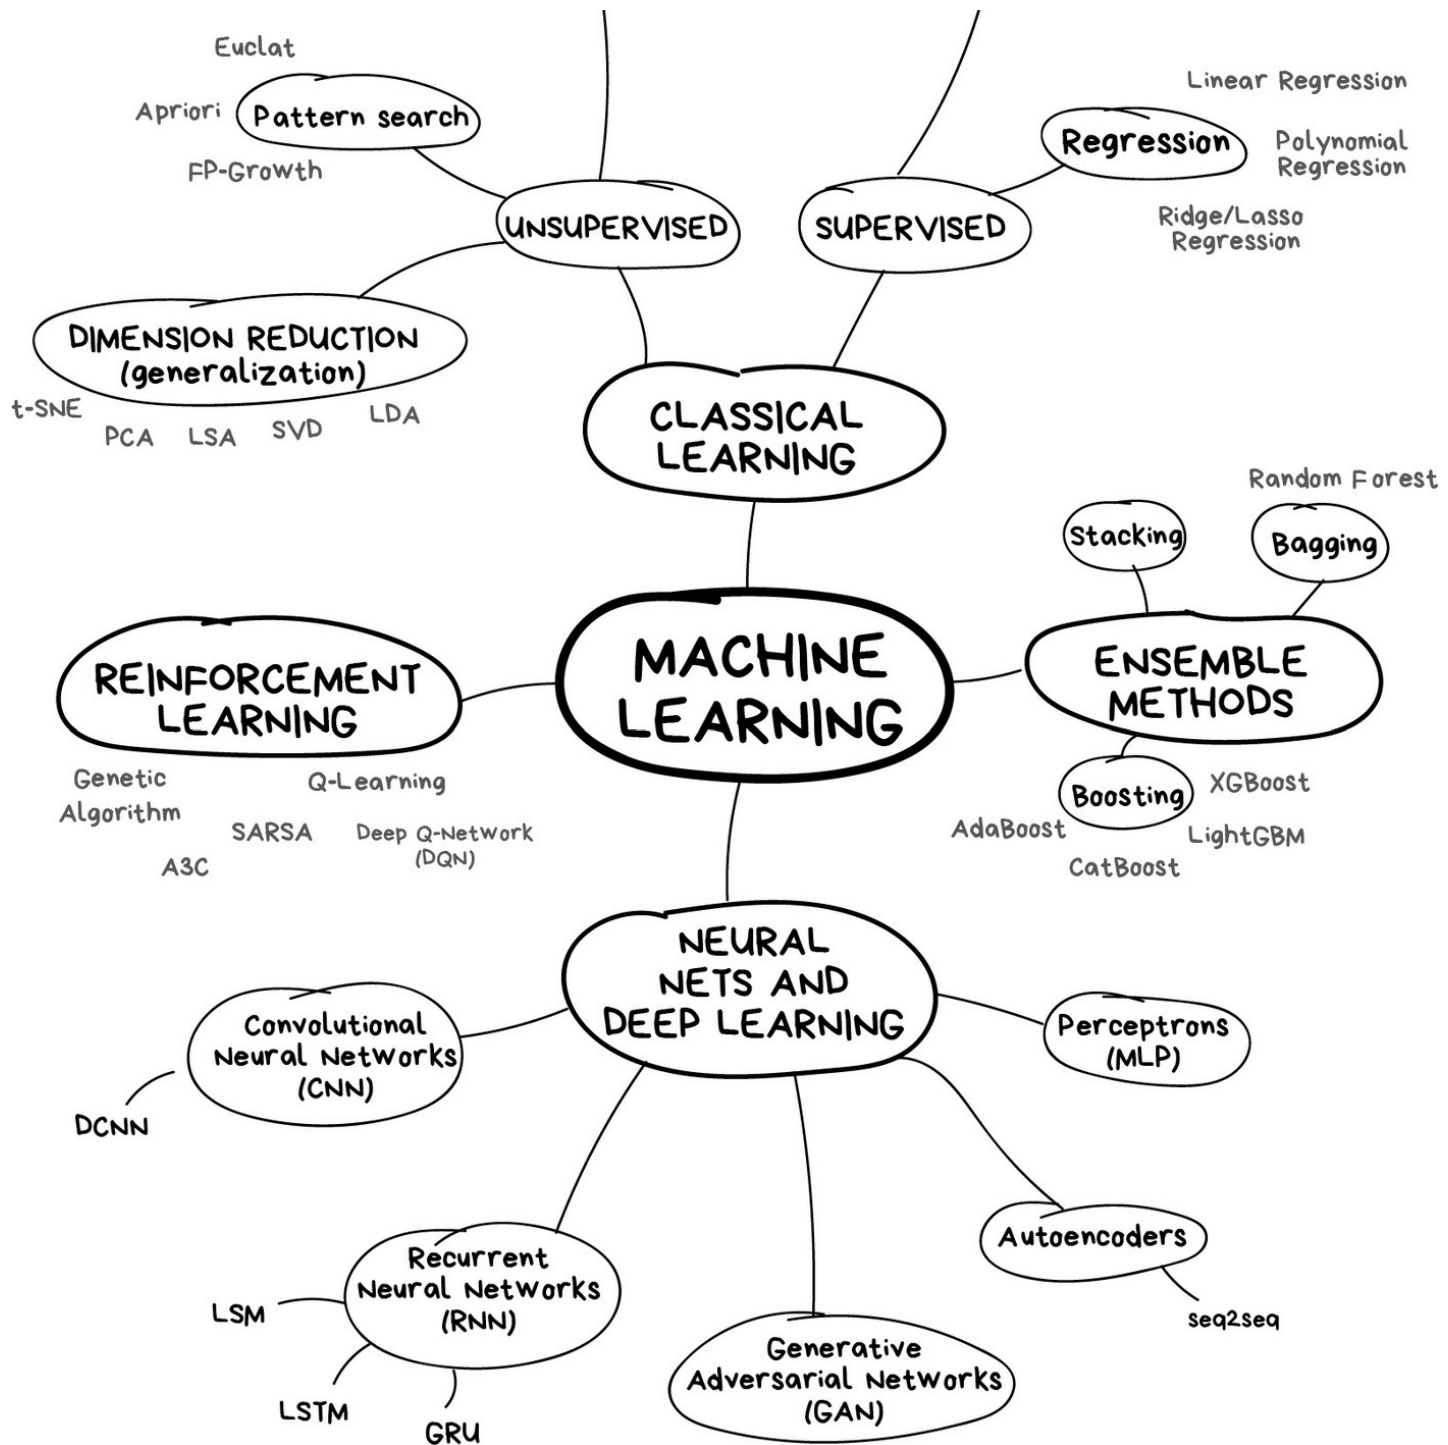 Euclat
Apriori
Pattern search
FP-Growth
UNSUPERVISED
SUPERVISED
Linear Regression
Regression
Polynomial
Regression
Ridge/Lasso
Regression
DIMENSION REDUCTION
(generalization)
t-SNE
PCA
LSA
SVD
LDA
CLASSICAL
LEARNING
Random Forest
Stacking
Bagging
ENSEMBLE
METHODS
Boosting
XGBoost
AdaBoost
LightGBM
CatBoost
MACHINE
LEARNING
REINFORCEMENT
LEARNING
Genetic
Algorithm
Q-Learning
SARSA
Deep Q-Network
(DQN)
A3C
NEURAL
NETS AND
DEEP LEARNING
Convolutional
Neural Networks
(CNN)
DCNN
Perceptrons
(MLP)
Autoencoders
seq2seq
Recurrent
Neural Networks
(RNN)
LSM
LSTM
GRU
Generative
Adversarial Networks
(GAN)